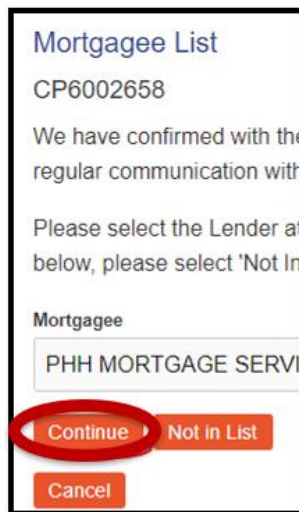 Mortgagee List
CP6002658
We have confirmed with the
regular communication with
Please select the Lender at
below, please select 'Not In
Mortgagee
PHH MORTGAGE SERVI
Continue Not in List
Cancel